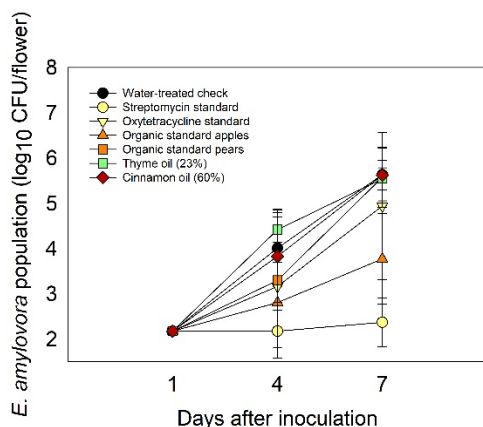 E. amylovora population (log10 CFU/flower)
8
7
6
5
4
3
2
Water-treated check
Streptomycin standard
Oxytetracycline standard
Organic standard apples
Organic standard pears
Thyme oil (23%)
Cinnamon oil (60%)
1 4 7
Days after inoculation